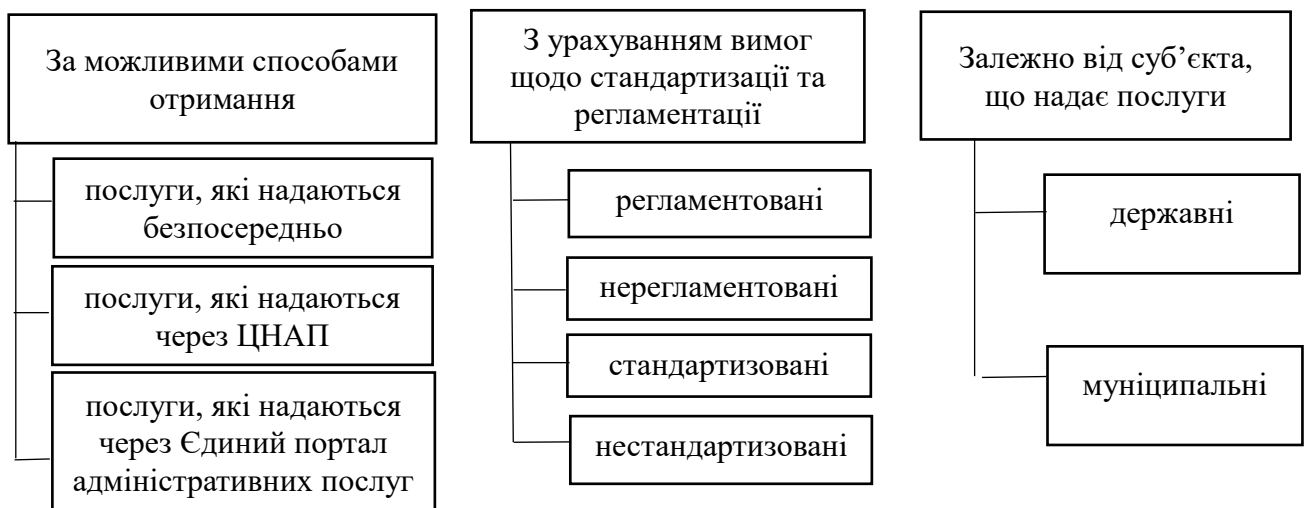 За можливими способами
отримання
послуги, які надаються
безпосередньо
послуги, які надаються
через ЦНАП
послуги, які надаються
через Єдиний портал
адміністративних послуг
З урахуванням вимог
щодо стандартизації та
регламентації
регламентовані
нерегламентовані
стандартизовані
нестандартизовані
Залежно від суб’єкта,
що надає послуги
державні
муніципальні